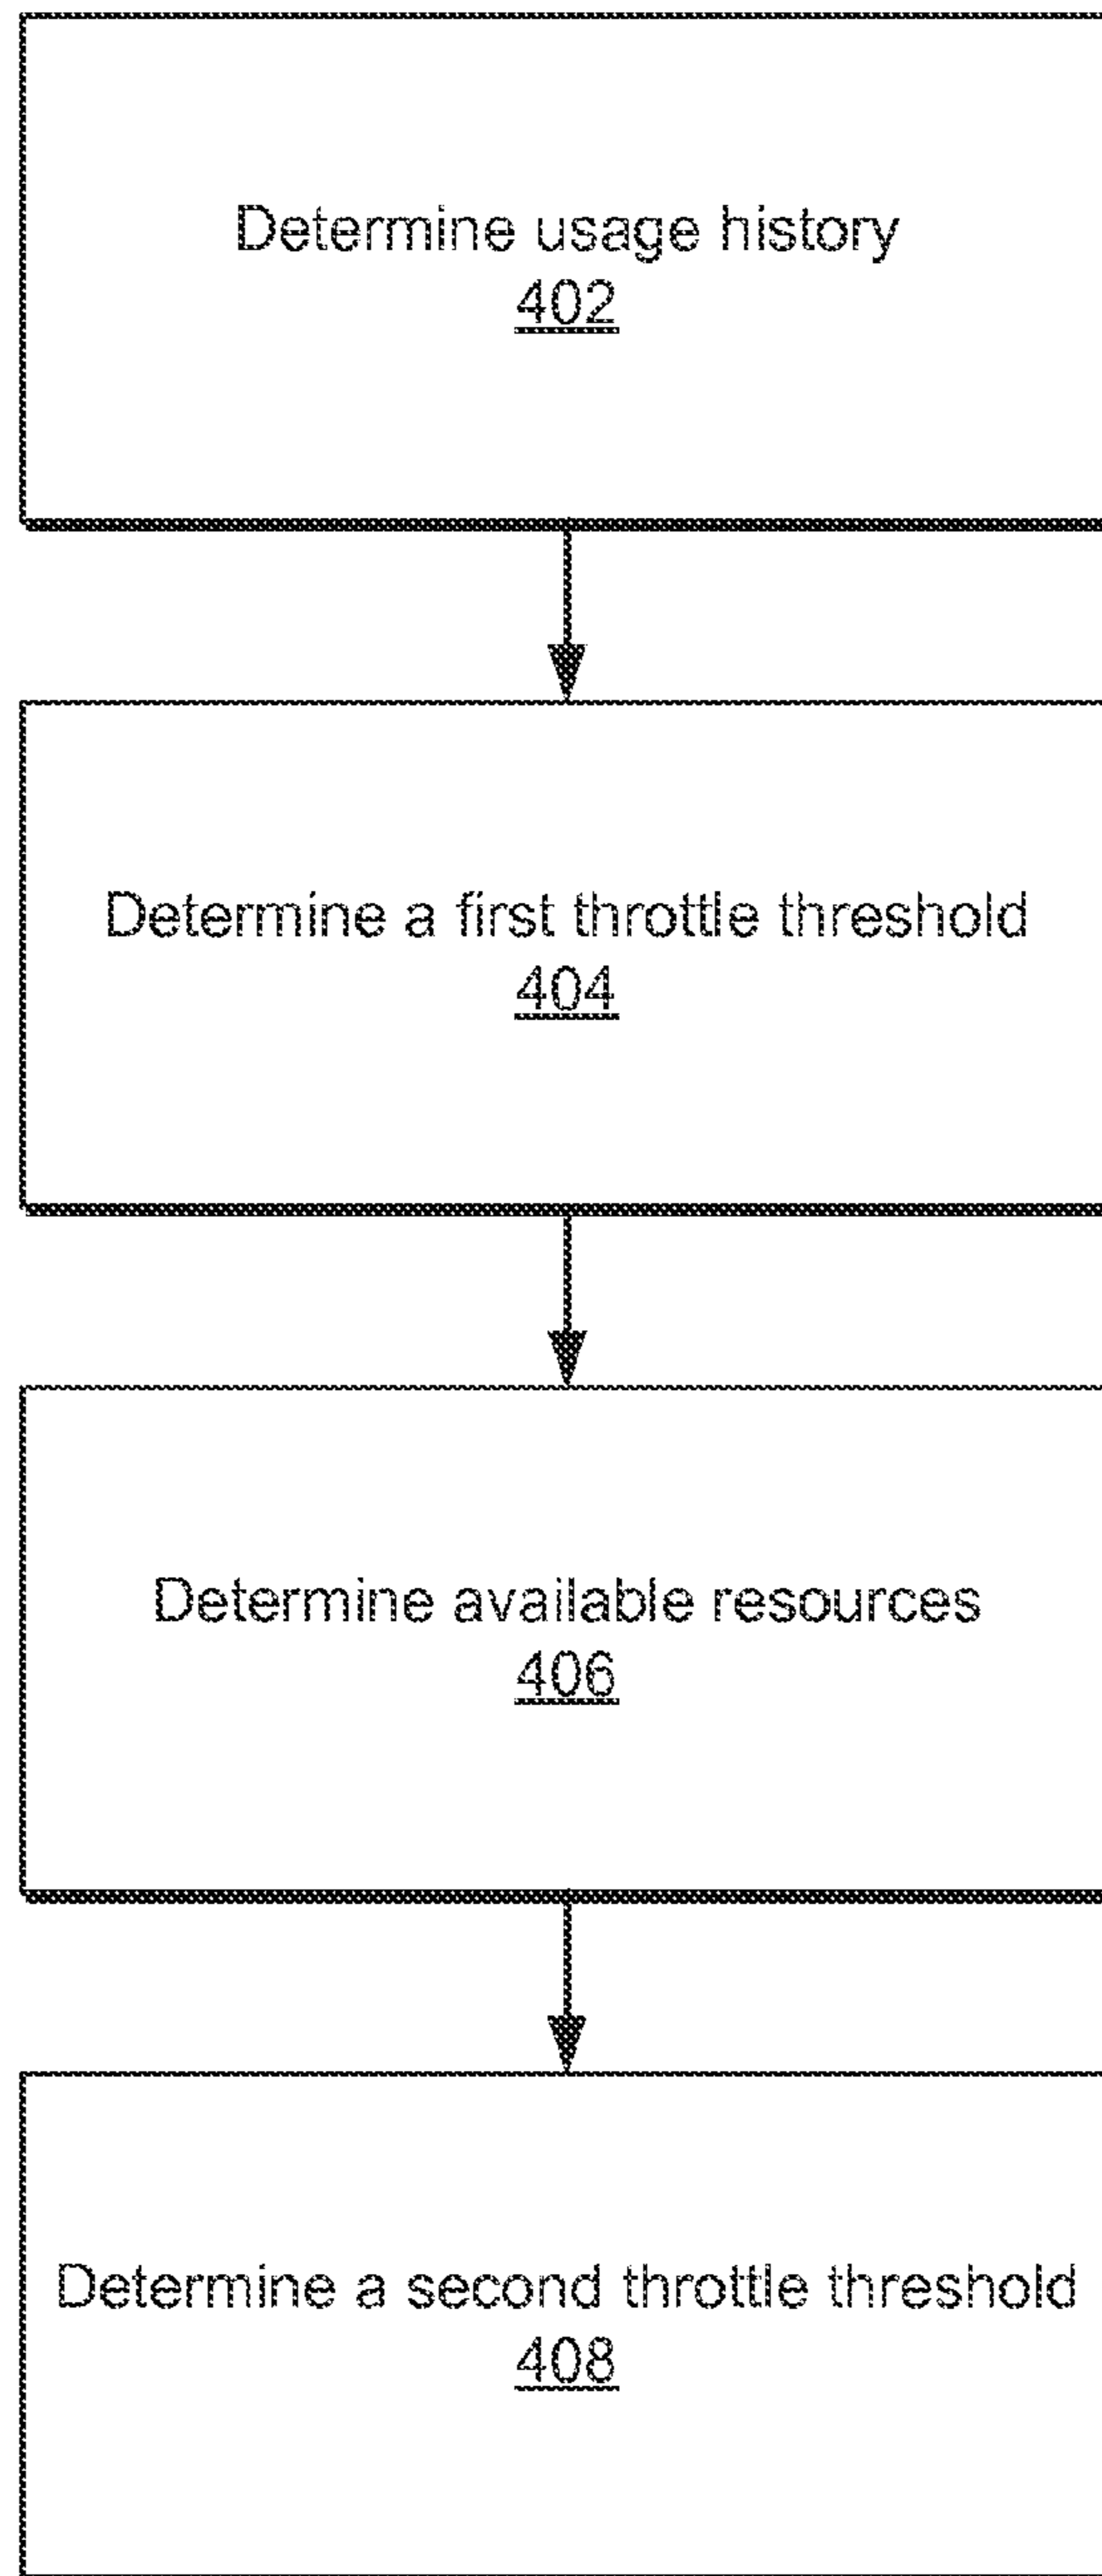 Determine usage history
402
Determine a first throttle threshold
404
Determine available resources
406
Determine a second throttle threshold
408